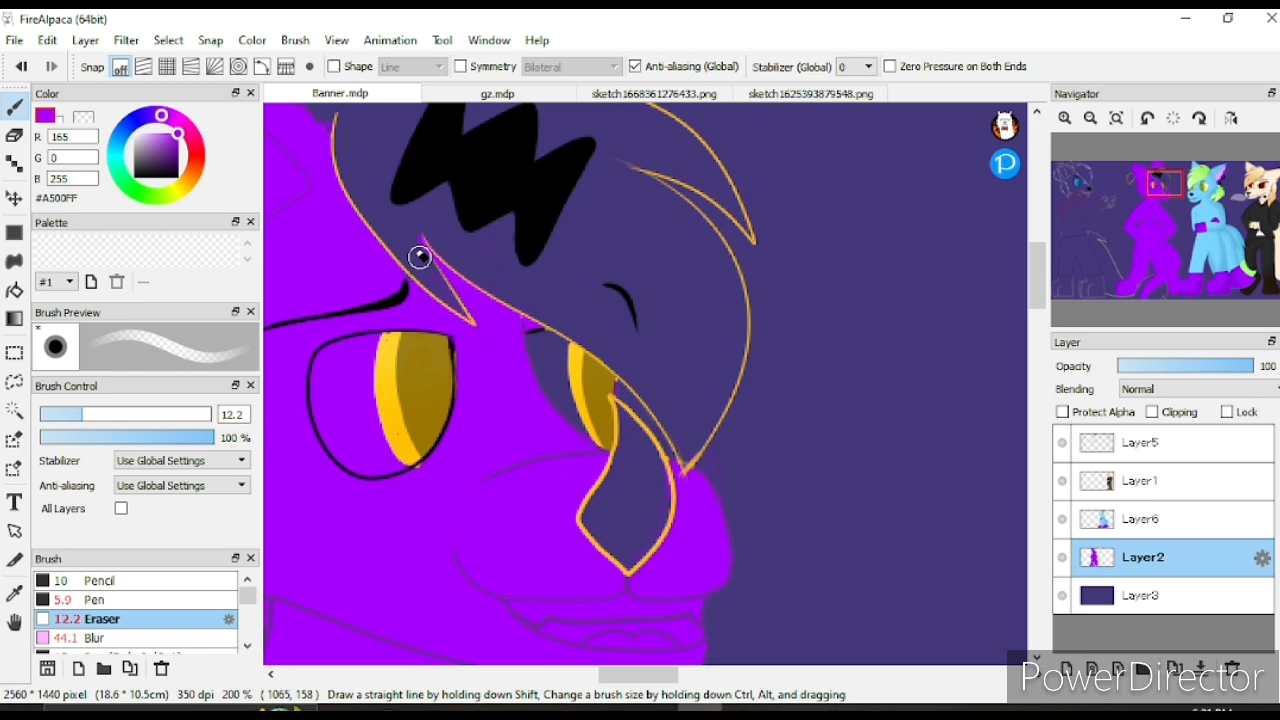 FireAlpaca (64bit)
File Edit Layer Filter Select Snap Color Brush View Animation Tool Window Help
Snap off Shape Line Symmetry Bilateral Anti-aliasing (Global) Stabilizer (Global) 0 Zero Pressure on Both Ends
Color
Banner.mdp gz.mdp sketch1668361276433.png sketch1625393879548.png
Navigator
R 165
G 0
B 255
#A500FF
Palette
#1
Brush Preview
*
Brush Control
12.2
100 %
Stabilizer Use Global Settings
Anti-aliasing Use Global Settings
All Layers
Brush
10 Pencil
5.9 Pen
12.2 Eraser
44.1 Blur
Layer
Opacity 100
Blending Normal
Protect Alpha Clipping Lock
Layer5
Layer1
Layer6
Layer2
Layer3
PowerDirector
2560 * 1440 pixel (18.6 * 10.5cm) 350 dpi 200 % ( 1065, 158 ) Draw a straight line by holding down Shift, Change a brush size by holding down Ctrl, Alt, and dragging